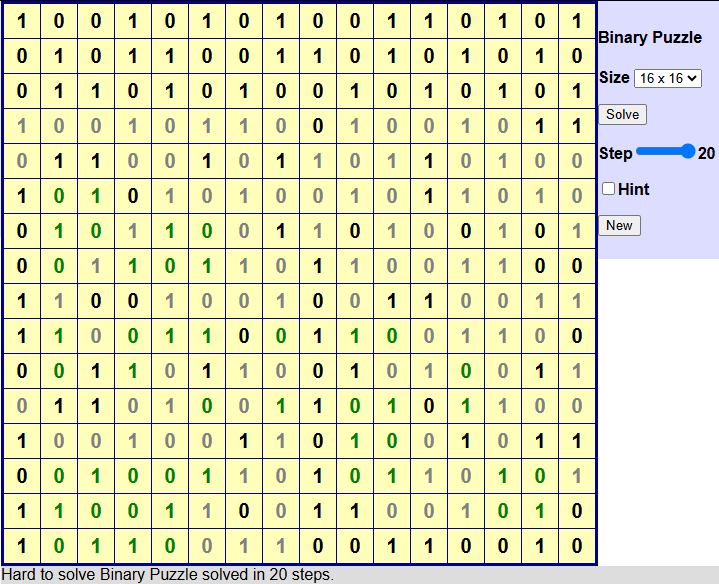 1 0 0 1 0 1 0 1 0 0 1 1 0 1 0 1
0 1 0 1 1 0 0 1 1 0 1 0 1 0 1 0
0 1 1 0 1 0 1 0 0 1 0 1 0 1 0 1
1 0 0 1 0 1 1 0 0 1 0 0 1 0 1 1
0 1 1 0 0 1 0 1 1 0 1 1 0 1 0 0
1 0 1 0 1 0 1 0 0 1 0 1 1 0 1 0
0 1 0 1 1 0 0 1 1 0 1 0 0 1 0 1
0 0 1 1 0 1 1 0 1 1 0 0 1 1 0 0
1 1 0 0 1 0 0 1 0 0 1 1 0 0 1 1
1 1 0 0 1 1 0 0 1 1 0 0 1 1 0 0
0 0 1 1 0 1 1 0 0 1 0 1 0 0 1 1
0 1 1 0 1 0 0 1 1 0 1 0 1 1 0 0
1 0 0 1 0 0 1 1 0 1 0 0 1 0 1 1
0 0 1 0 0 1 1 0 1 0 1 1 0 1 0 1
1 1 0 0 1 1 0 0 1 1 0 0 1 0 1 0
1 0 1 1 0 0 1 1 0 0 1 1 0 0 1 0
Binary Puzzle
Size 16 x 16
Solve
Step 20
Hint
New
Hard to solve Binary Puzzle solved in 20 steps.